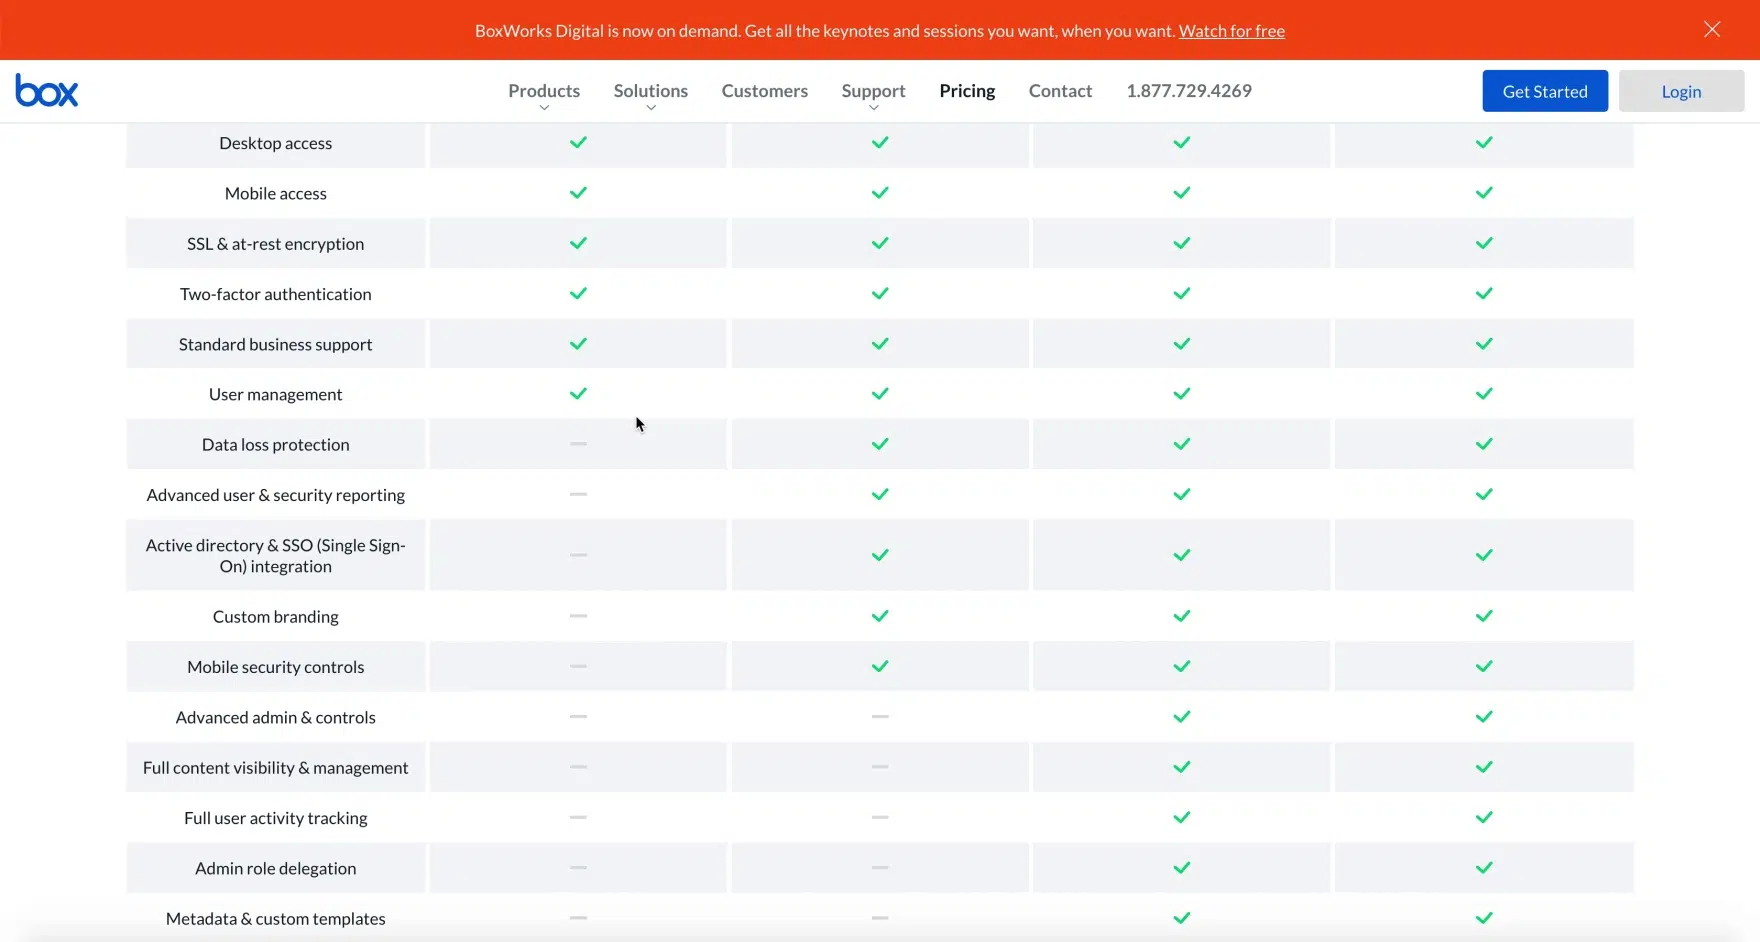 BoxWorks Digital is now on demand. Get all the keynotes and sessions you want, when you want. Watch for free
box
Products
Solutions
Customers
Support
Pricing
Contact
1.877.729.4269
Get Started
Login
Desktop access
Mobile access
SSL & at-rest encryption
Two-factor authentication
Standard business support
User management
Data loss protection
Advanced user & security reporting
Active directory & SSO (Single Sign-
On) integration
Custom branding
Mobile security controls
Advanced admin & controls
Full content visibility & management
Full user activity tracking
Admin role delegation
Metadata & custom templates